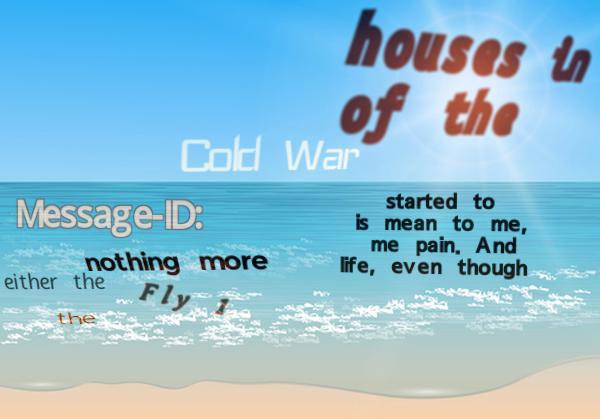 houses in
of the
Cold War
Message-ID:
started to
is mean to me,
me pain. And
life, even though
nothing more
either the
Fly 1
the